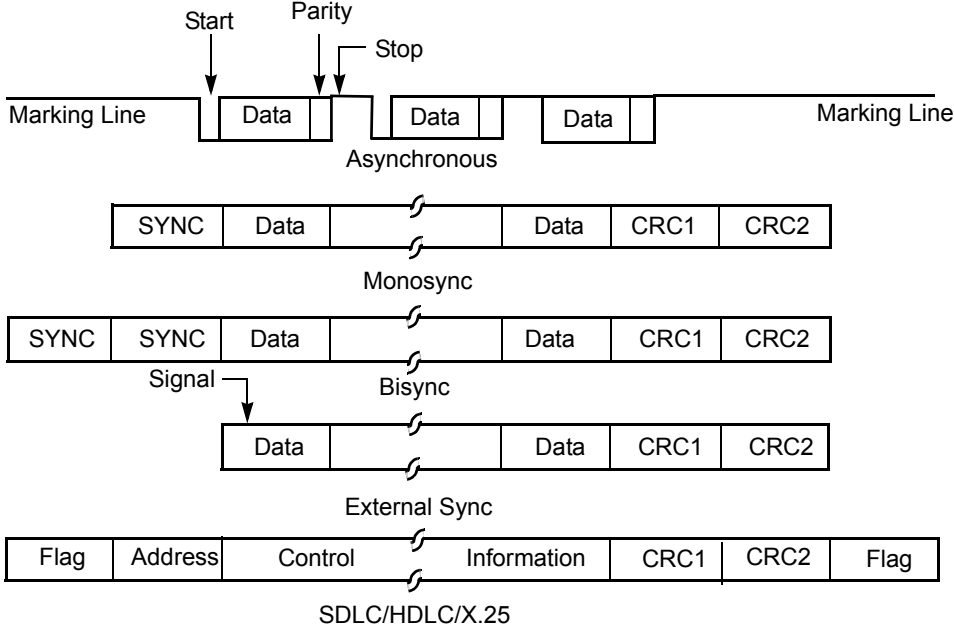 Start
Parity
Stop
Marking Line
Data
Data
Data
Marking Line
Asynchronous
SYNC Data Data CRC1 CRC2
Monosync
SYNC SYNC Data Data CRC1 CRC2
Signal
Bisync
Data Data CRC1 CRC2
External Sync
Flag Address Control Information CRC1 CRC2 Flag
SDLC/HDLC/X.25